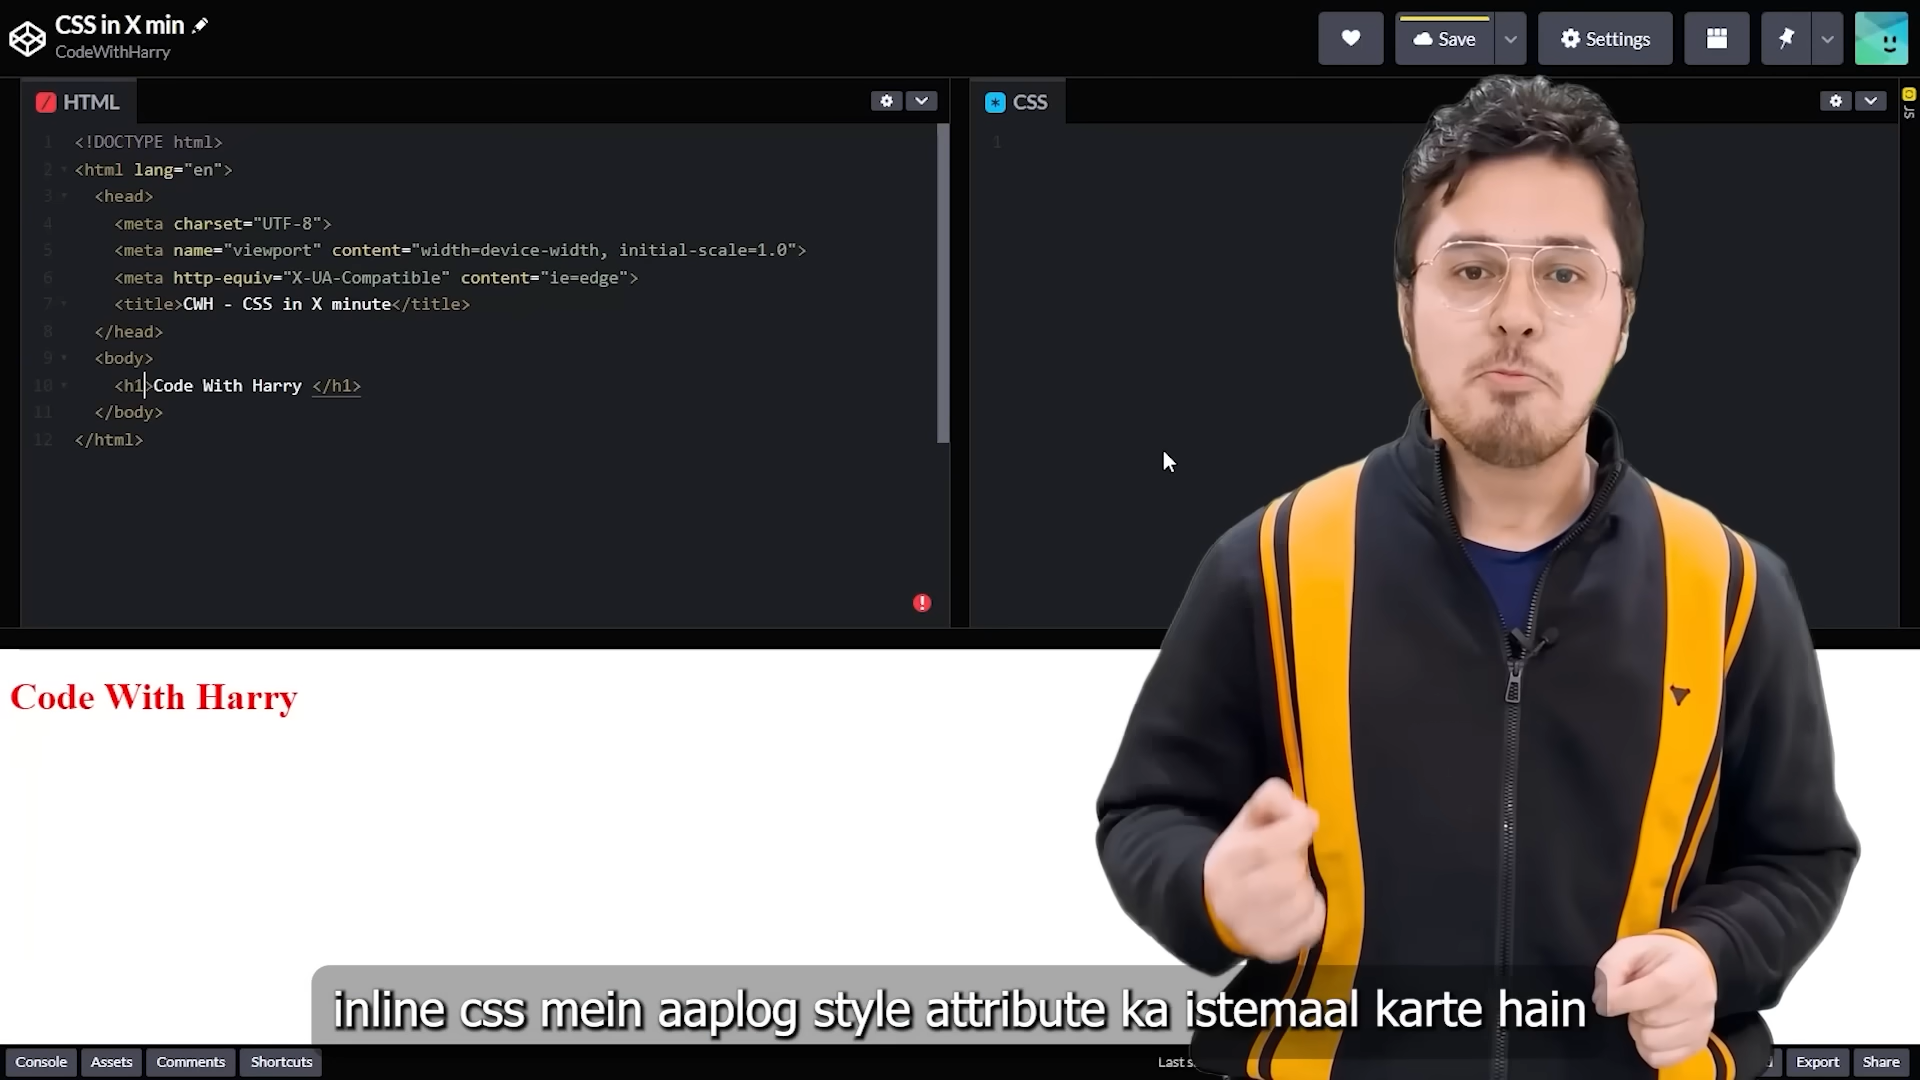 CSS in X min
CodeWithHarry
Save
Settings
HTML
CSS
JS
1 <!DOCTYPE html>
2 <html lang="en">
3 <head>
4 <meta charset="UTF-8">
5 <meta name="viewport" content="width=device-width, initial-scale=1.0">
6 <meta http-equiv="X-UA-Compatible" content="ie=edge">
7 <title>CWH - CSS in X minute</title>
8 </head>
9 <body>
10 <h1>Code With Harry </h1>
11 </body>
12 </html>
1
Code With Harry
inline css mein aaplog style attribute ka istemaal karte hain
Console Assets Comments Shortcuts
Last
Export Share